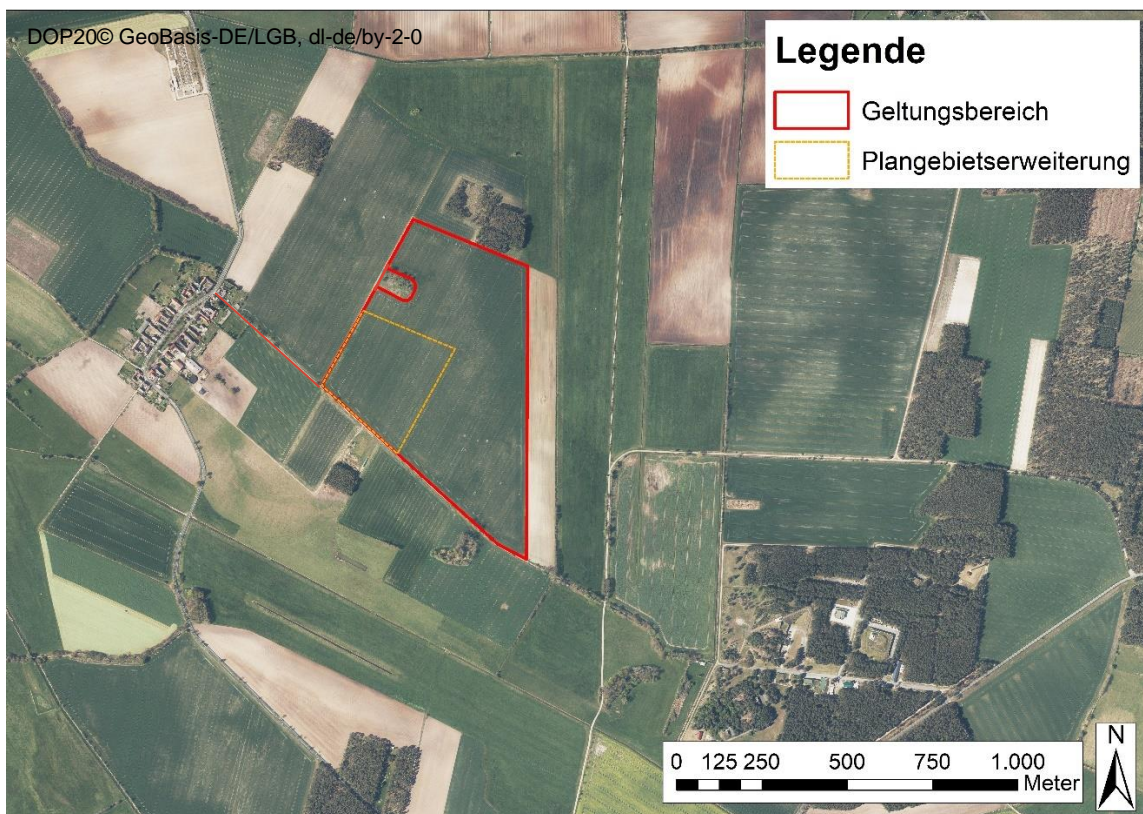 DOP20© GeoBasis-DE/LGB, dl-de/by-2-0
Legende
Geltungsbereich
Plangebietserweiterung
N
0 125 250 500 750 1.000
Meter